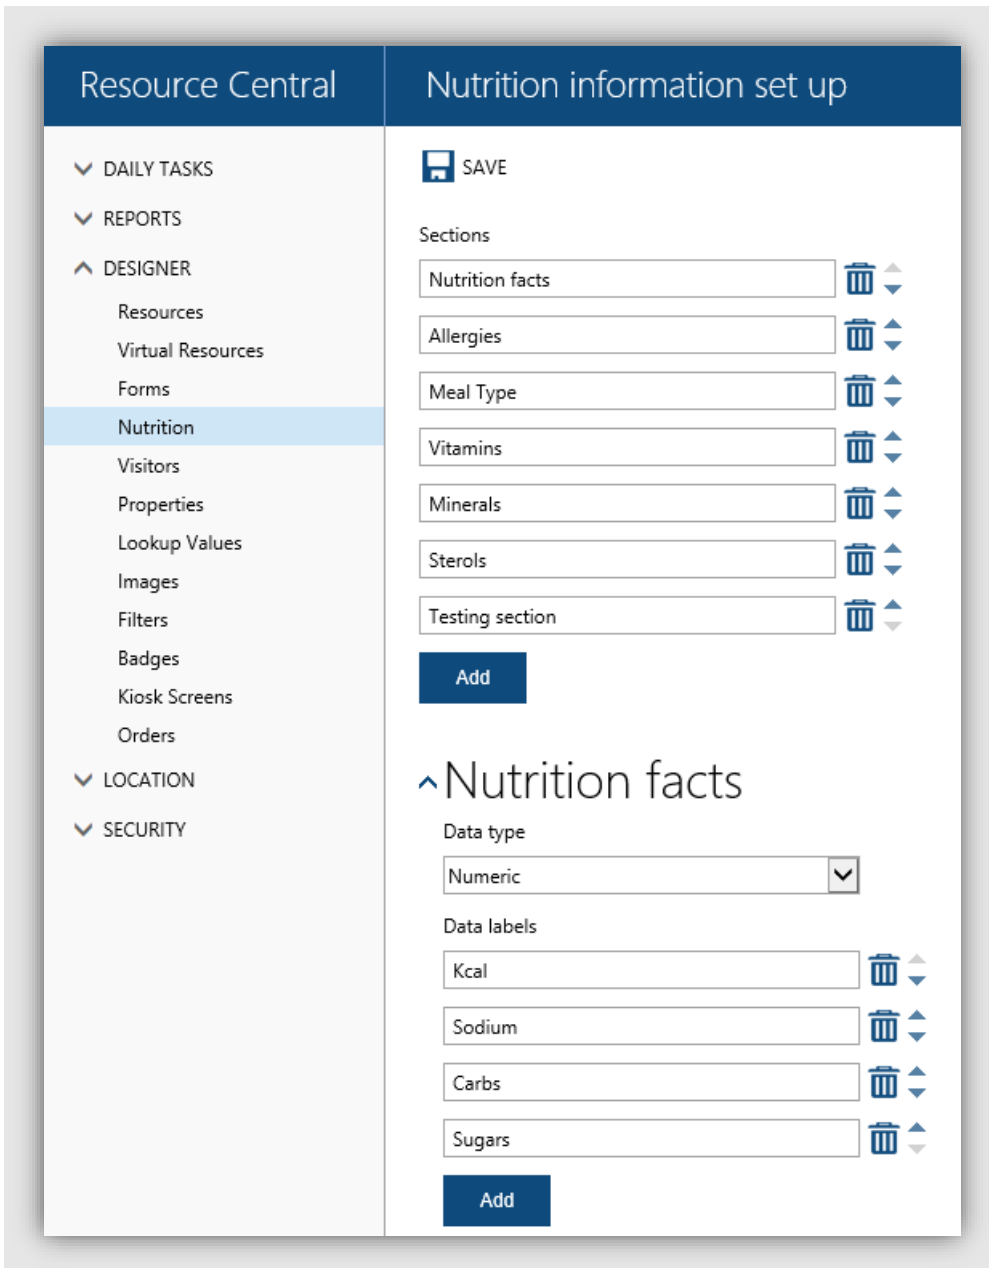 Resource Central
Nutrition information set up
DAILY TASKS
REPORTS
DESIGNER
Resources
Virtual Resources
Forms
Nutrition
Visitors
Properties
Lookup Values
Images
Filters
Badges
Kiosk Screens
Orders
LOCATION
SECURITY
SAVE
Sections
Nutrition facts
Allergies
Meal Type
Vitamins
Minerals
Sterols
Testing section
Add
Nutrition facts
Data type
Numeric
Data labels
Kcal
Sodium
Carbs
Sugars
Add